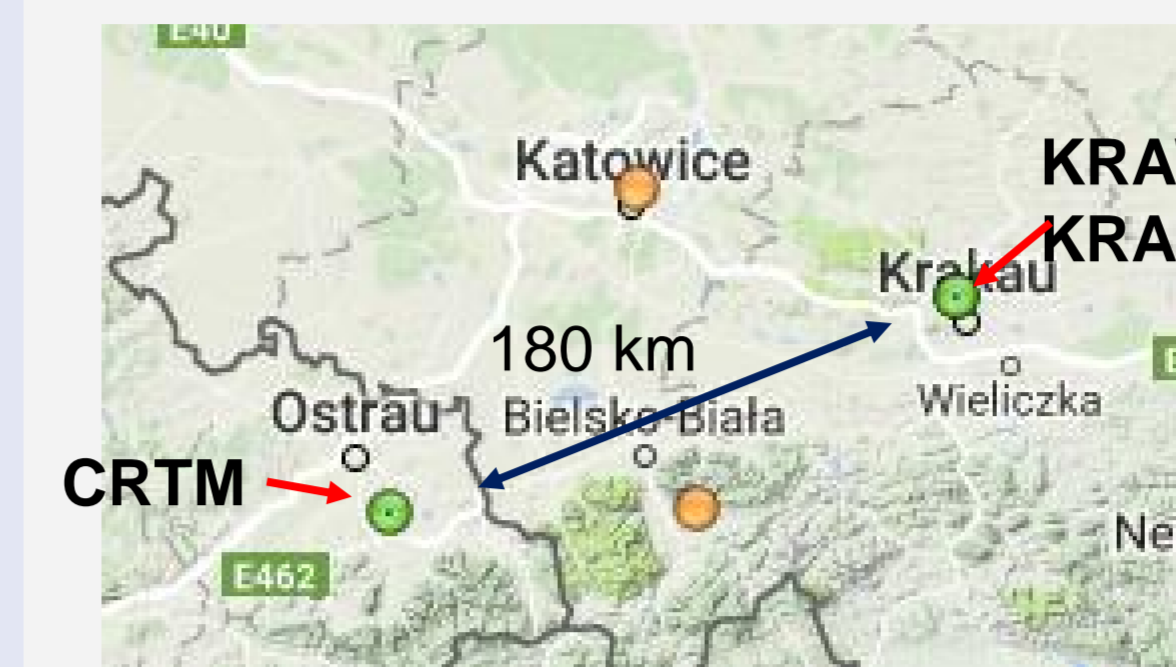 E40
Katowice
KRA
KRA
Krakau
180 km
Wieliczka
Ostrau
Bielsko-Biała
CRTM
Ne
E462
E